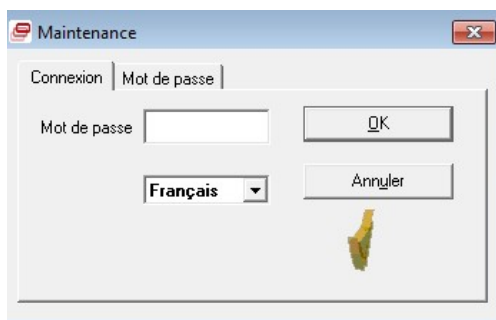 Maintenance
Connexion Mot de passe
Mot de passe OK
Français Annuler